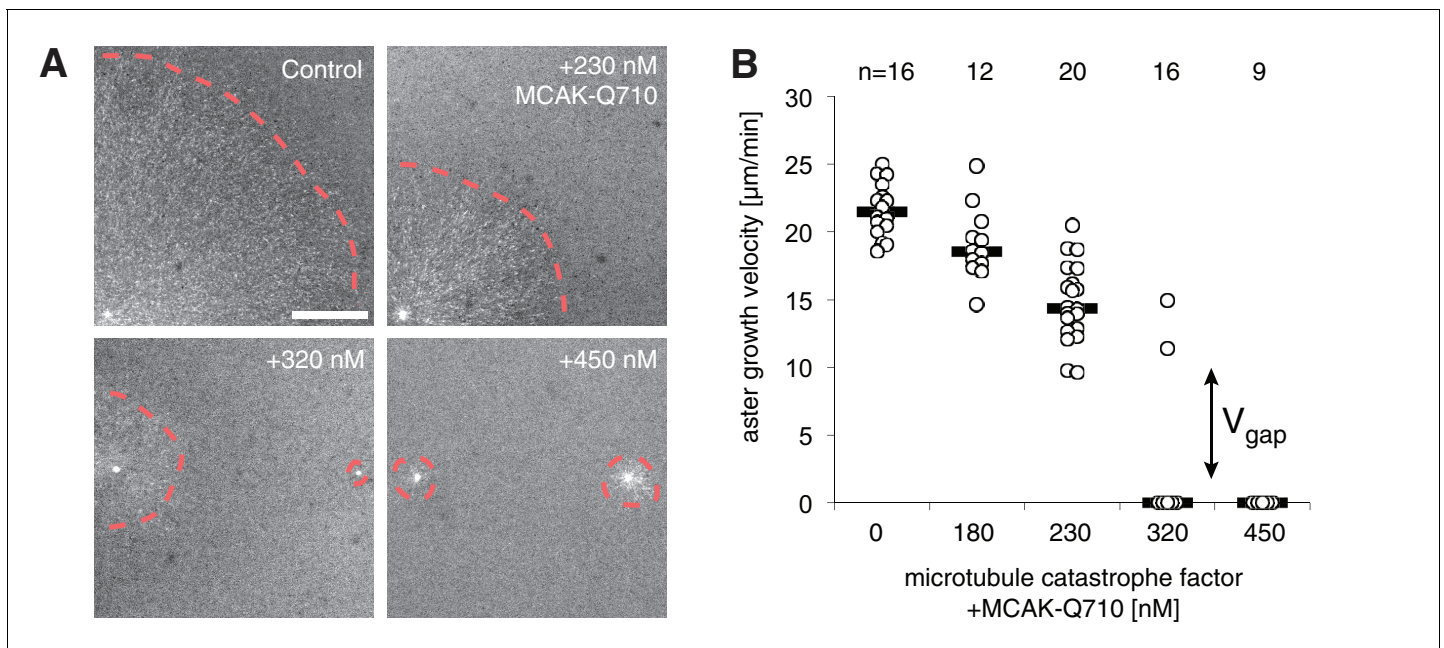 A
Control
+230 nM
MCAK-Q710
+320 nM
+450 nM
B
n=16 12 20 16 9
aster growth velocity [µm/min]
30
25
20
15
10
5
0
Vgap
0 180 230 320 450
microtubule catastrophe factor
+MCAK-Q710 [nM]